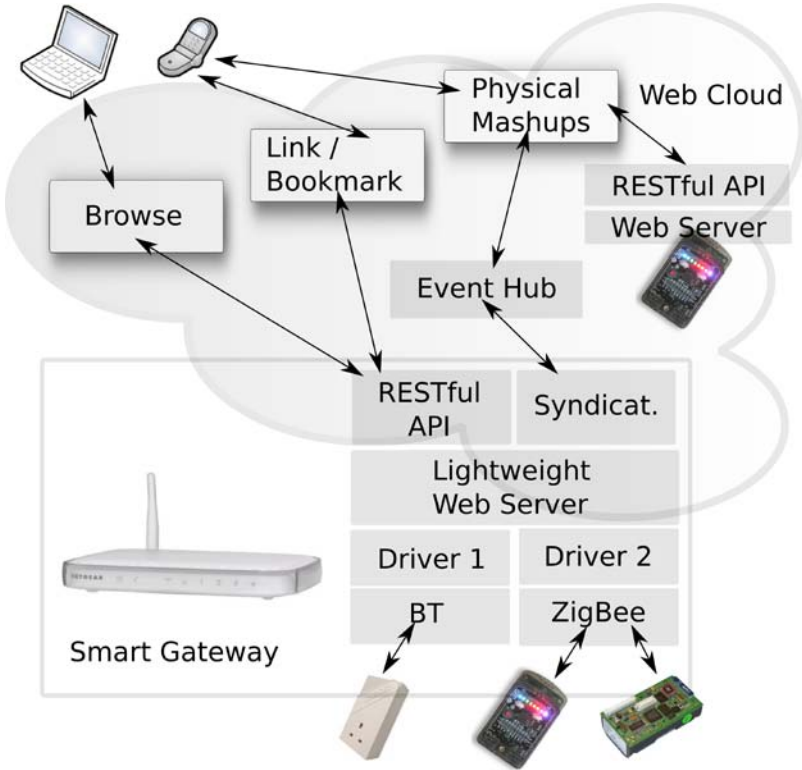 Physical
Mashups
Web Cloud
Link /
Bookmark
RESTful API
Browse
Web Server
Event Hub
RESTful
API
Syndicat.
Lightweight
Web Server
Driver 1
Driver 2
NETGEAR
BT
ZigBee
Smart Gateway